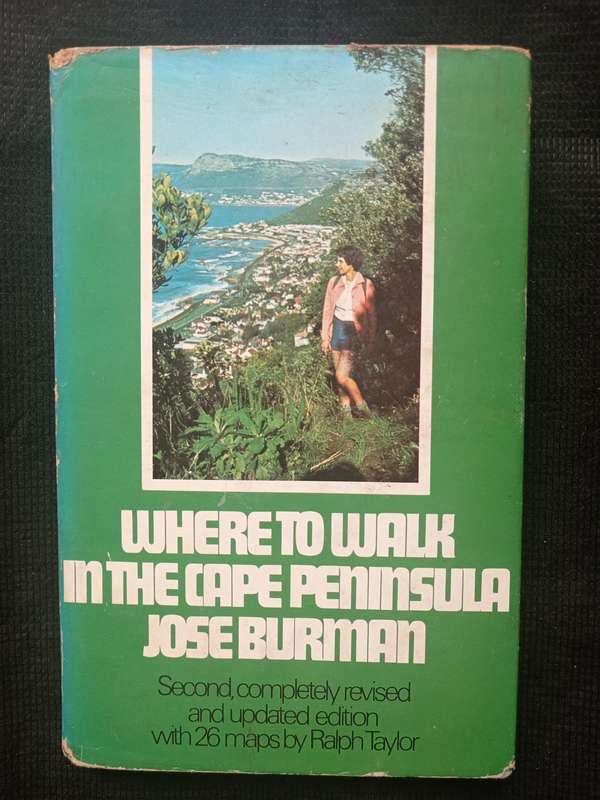 WHERE TO WALK
IN THE CAPE PENINSULA
JOSE BURMAN
Second, completely revised
and updated edition
with 26 maps by Ralph Taylor